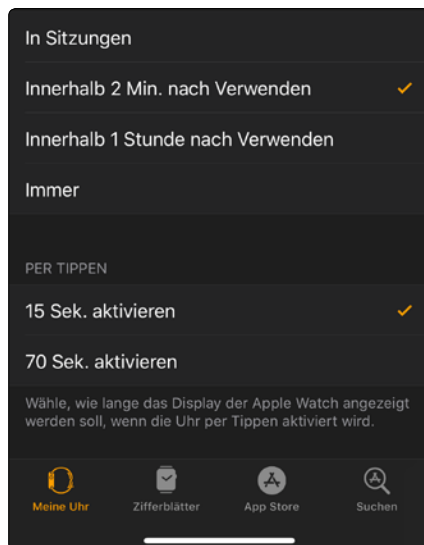 In Sitzungen
Innerhalb 2 Min. nach Verwenden
Innerhalb 1 Stunde nach Verwenden
Immer
PER TIPPEN
15 Sek. aktivieren
70 Sek. aktivieren
Wähle, wie lange das Display der Apple Watch angezeigt
werden soll, wenn die Uhr per Tippen aktiviert wird.
Meine Uhr
Zifferblätter
App Store
Suchen